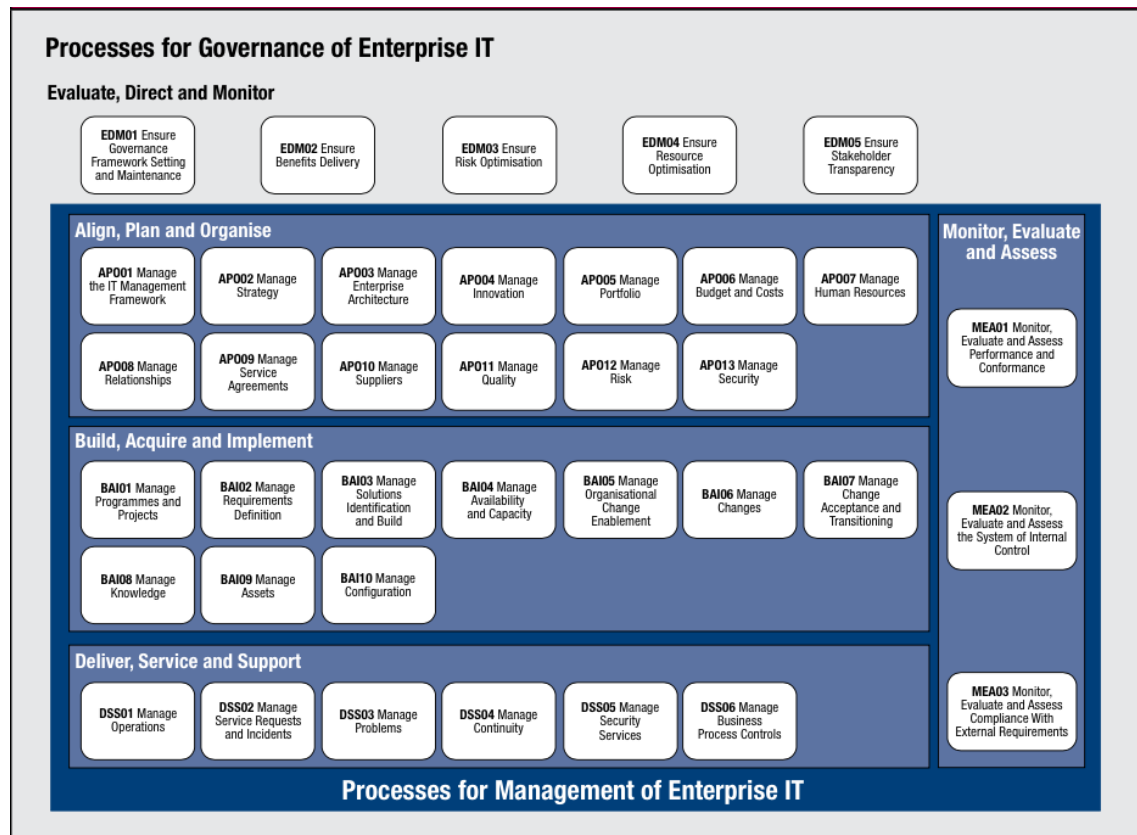 Processes for Governance of Enterprise IT
Evaluate, Direct and Monitor
EDM01 Ensure
Governance
Framework Setting
and Maintenance
EDM02 Ensure
Benefits Delivery
EDM03 Ensure
Risk Optimisation
EDM04 Ensure
Resource
Optimisation
EDM05 Ensure
Stakeholder
Transparency
Align, Plan and Organise
APO01 Manage
the IT Management
Framework
APO02 Manage
Strategy
APO03 Manage
Enterprise
Architecture
APO04 Manage
Innovation
APO05 Manage
Portfolio
APO06 Manage
Budget and Costs
APO07 Manage
Human Resources
APO08 Manage
Relationships
APO09 Manage
Service
Agreements
APO10 Manage
Suppliers
APO11 Manage
Quality
APO12 Manage
Risk
APO13 Manage
Security
Build, Acquire and Implement
BAI01 Manage
Programmes and
Projects
BAI02 Manage
Requirements
Definition
BAI03 Manage
Solutions
Identification
and Build
BAI04 Manage
Availability
and Capacity
BAI05 Manage
Organisational
Change
Enablement
BAI06 Manage
Changes
BAI07 Manage
Change
Acceptance and
Transitioning
BAI08 Manage
Knowledge
BAI09 Manage
Assets
BAI10 Manage
Configuration
Deliver, Service and Support
DSS01 Manage
Operations
DSS02 Manage
Service Requests
and Incidents
DSS03 Manage
Problems
DSS04 Manage
Continuity
DSS05 Manage
Security
Services
DSS06 Manage
Business
Process Controls
Monitor, Evaluate
and Assess
MEA01 Monitor,
Evaluate and Assess
Performance and
Conformance
MEA02 Monitor,
Evaluate and Assess
the System of Internal
Control
MEA03 Monitor,
Evaluate and Assess
Compliance With
External Requirements
Processes for Management of Enterprise IT